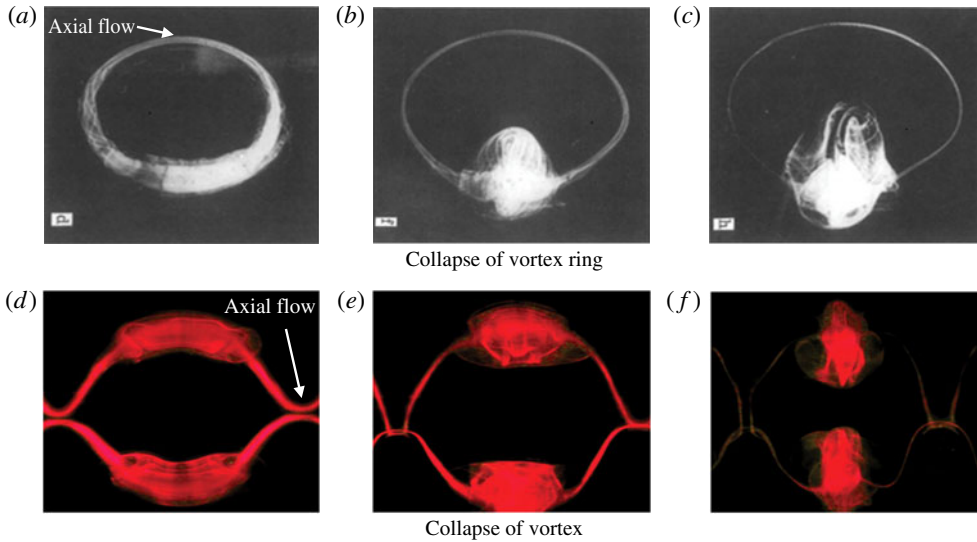 (a)
Axial flow
(b)
(c)
Collapse of vortex ring
(d)
Axial flow
(e)
(f)
Collapse of vortex